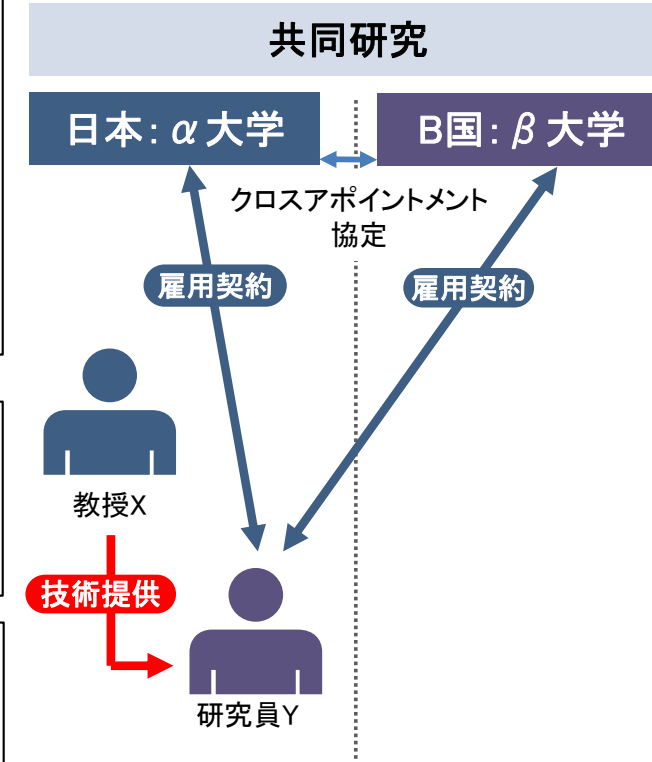 共同研究
日本：α 大学
B国：β 大学
クロスアポイントメント
協定
雇用契約
雇用契約
教授X
技術提供
研究員Y